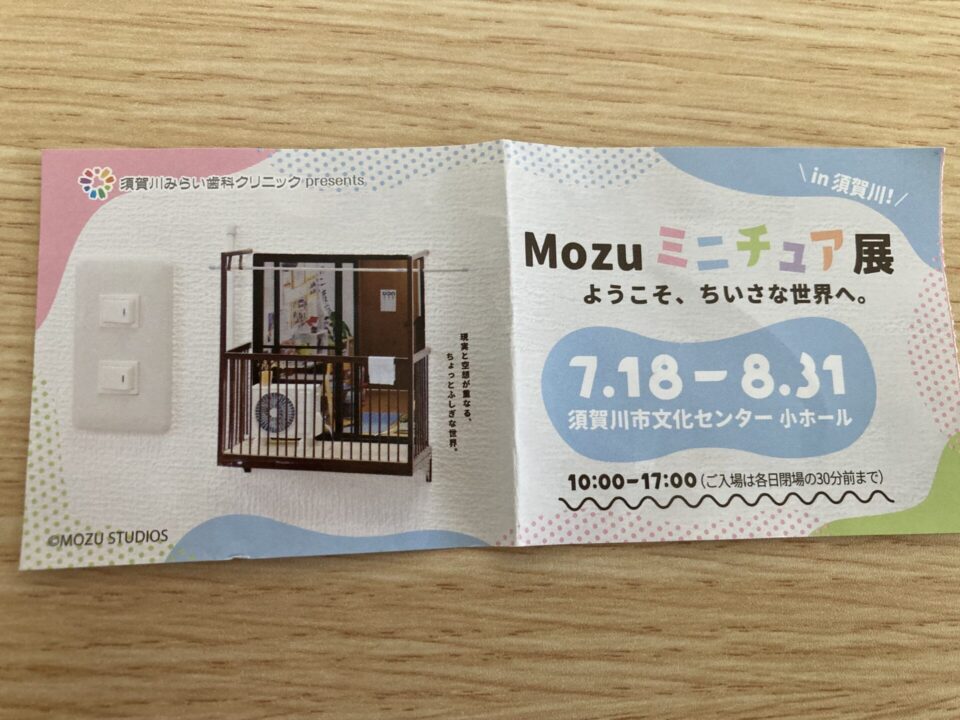 須賀川みらい歯科クリニック presents
現実と空想が重なる、
ちょっとふしぎな世界。
©MOZU STUDIOS
\ in 須賀川! /
Mozu ミニチュア展
ようこそ、ちいさな世界へ。
7.18-8.31
須賀川市文化センター 小ホール
10:00-17:00 (ご入場は各日閉場の30分前まで)